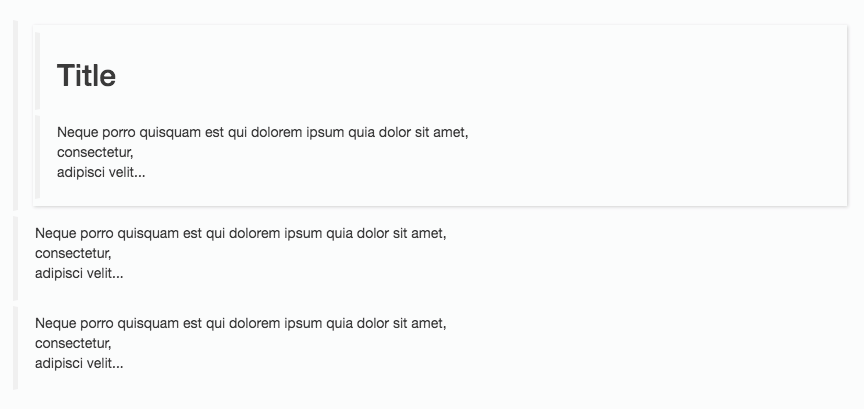 Title
Neque porro quisquam est qui dolorem ipsum quia dolor sit amet,
consectetur,
adipisci velit...
Neque porro quisquam est qui dolorem ipsum quia dolor sit amet,
consectetur,
adipisci velit...
Neque porro quisquam est qui dolorem ipsum quia dolor sit amet,
consectetur,
adipisci velit...